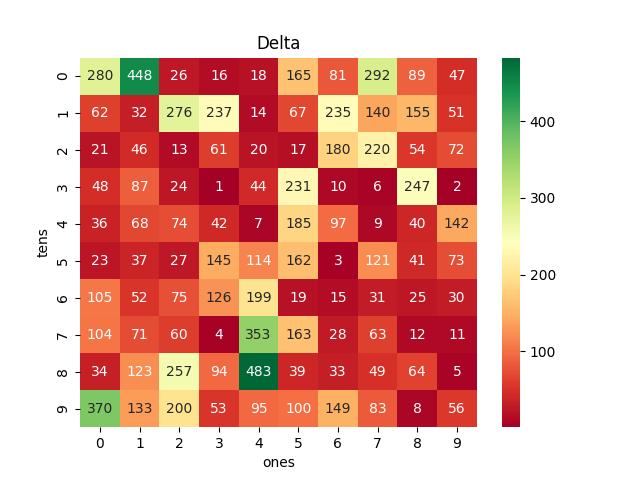 Delta
0 280 448 26 16 18 165 81 292 89 47
1 62 32 276 237 14 67 235 140 155 51
2 21 46 13 61 20 17 180 220 54 72
3 48 87 24 1 44 231 10 6 247 2
4 36 68 74 42 7 185 97 9 40 142
5 23 37 27 145 114 162 3 121 41 73
6 105 52 75 126 199 19 15 31 25 30
7 104 71 60 4 353 163 28 63 12 11
8 34 123 257 94 483 39 33 49 64 5
9 370 133 200 53 95 100 149 83 8 56
0 1 2 3 4 5 6 7 8 9
ones
tens
400
300
200
100